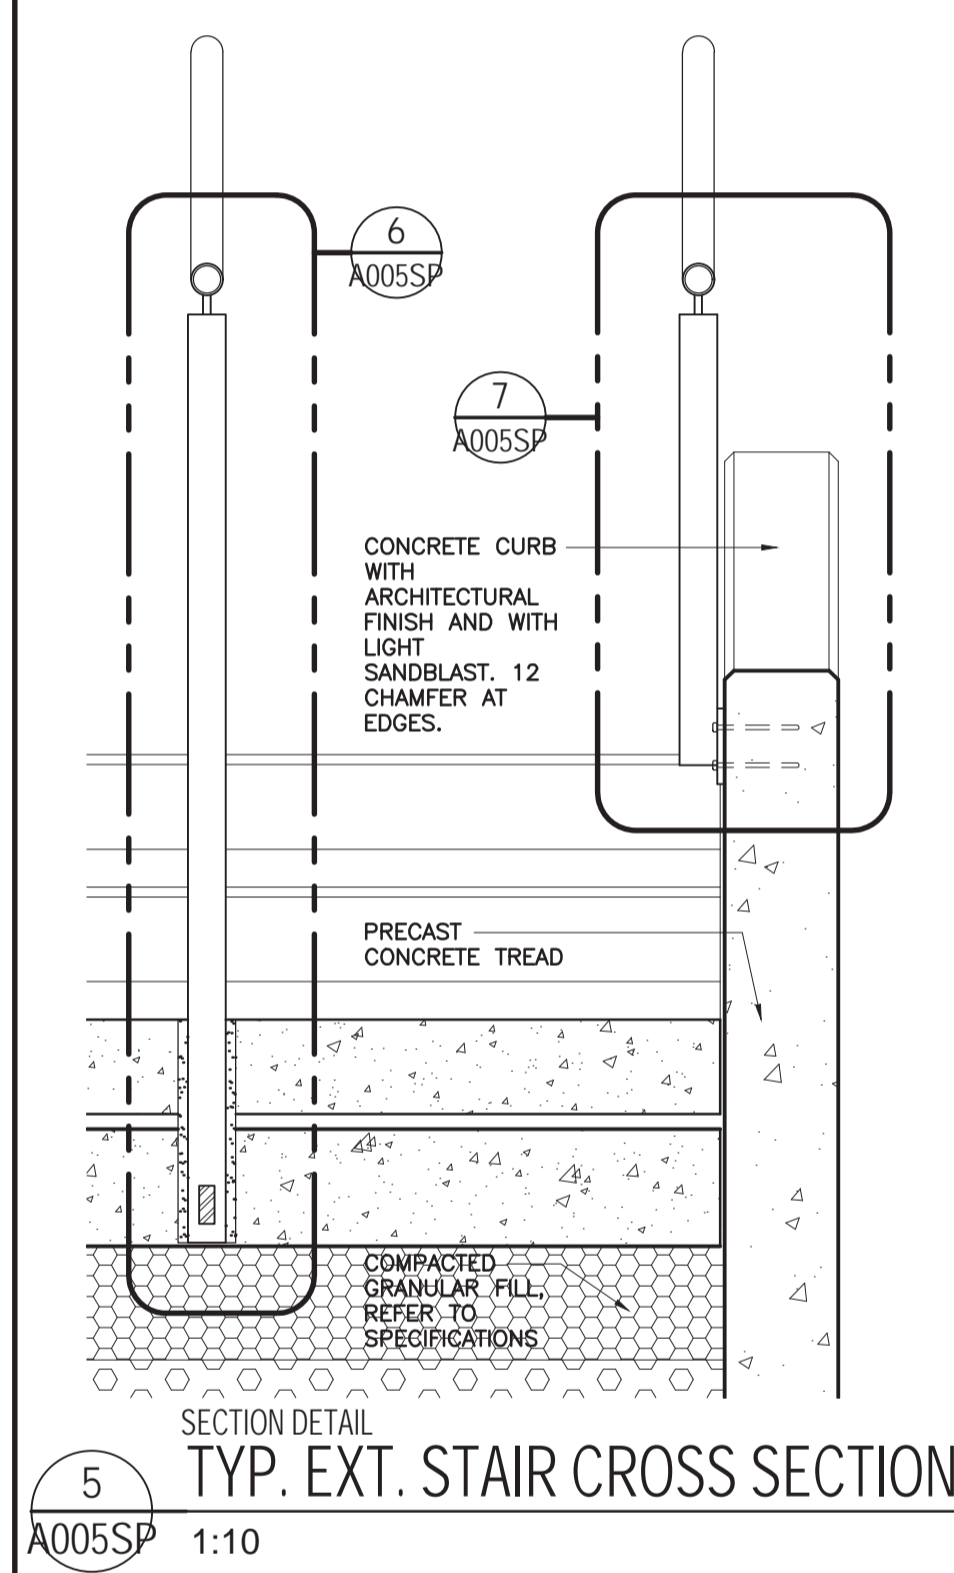 6
A005SP
7
A005SP
CONCRETE CURB
WITH
ARCHITECTURAL
FINISH AND WITH
LIGHT
SANDBLAST. 12
CHAMFER AT
EDGES.
PRECAST
CONCRETE TREAD
COMPACTED
GRANULAR FILL,
REFER TO
SPECIFICATIONS
SECTION DETAIL
5
TYP. EXT. STAIR CROSS SECTION
A005SP
1:10